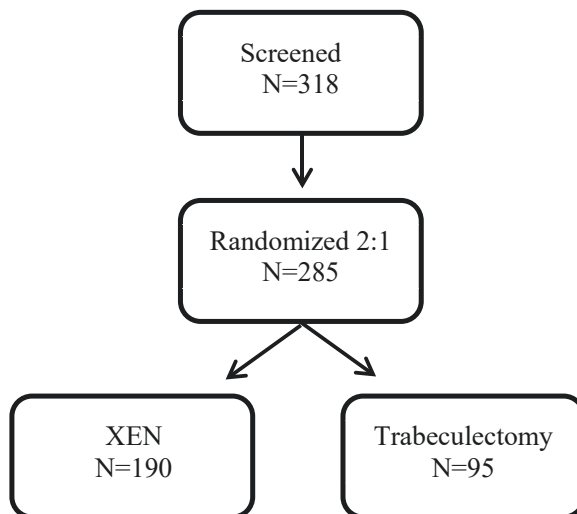 Screened
N=318
Randomized 2:1
N=285
XEN
N=190
Trabeculectomy
N=95